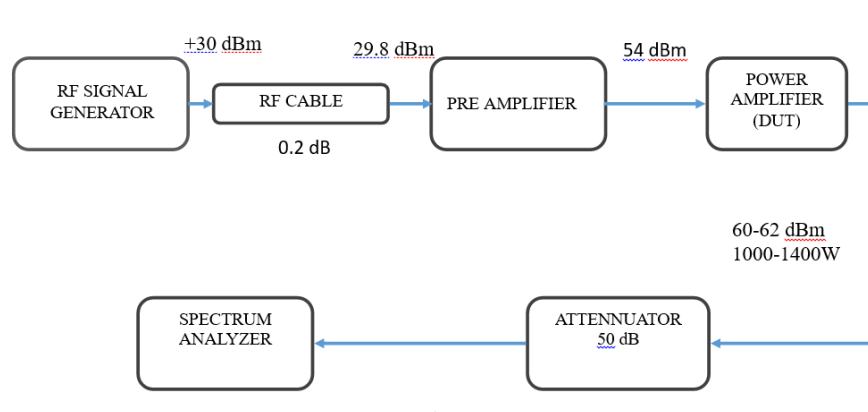 +30 dBm
29.8 dBm
54 dBm
RF SIGNAL
GENERATOR
RF CABLE
PRE AMPLIFIER
POWER
AMPLIFIER
(DUT)
0.2 dB
60-62 dBm
1000-1400W
SPECTRUM
ANALYZER
ATTENNUATOR
50 dB